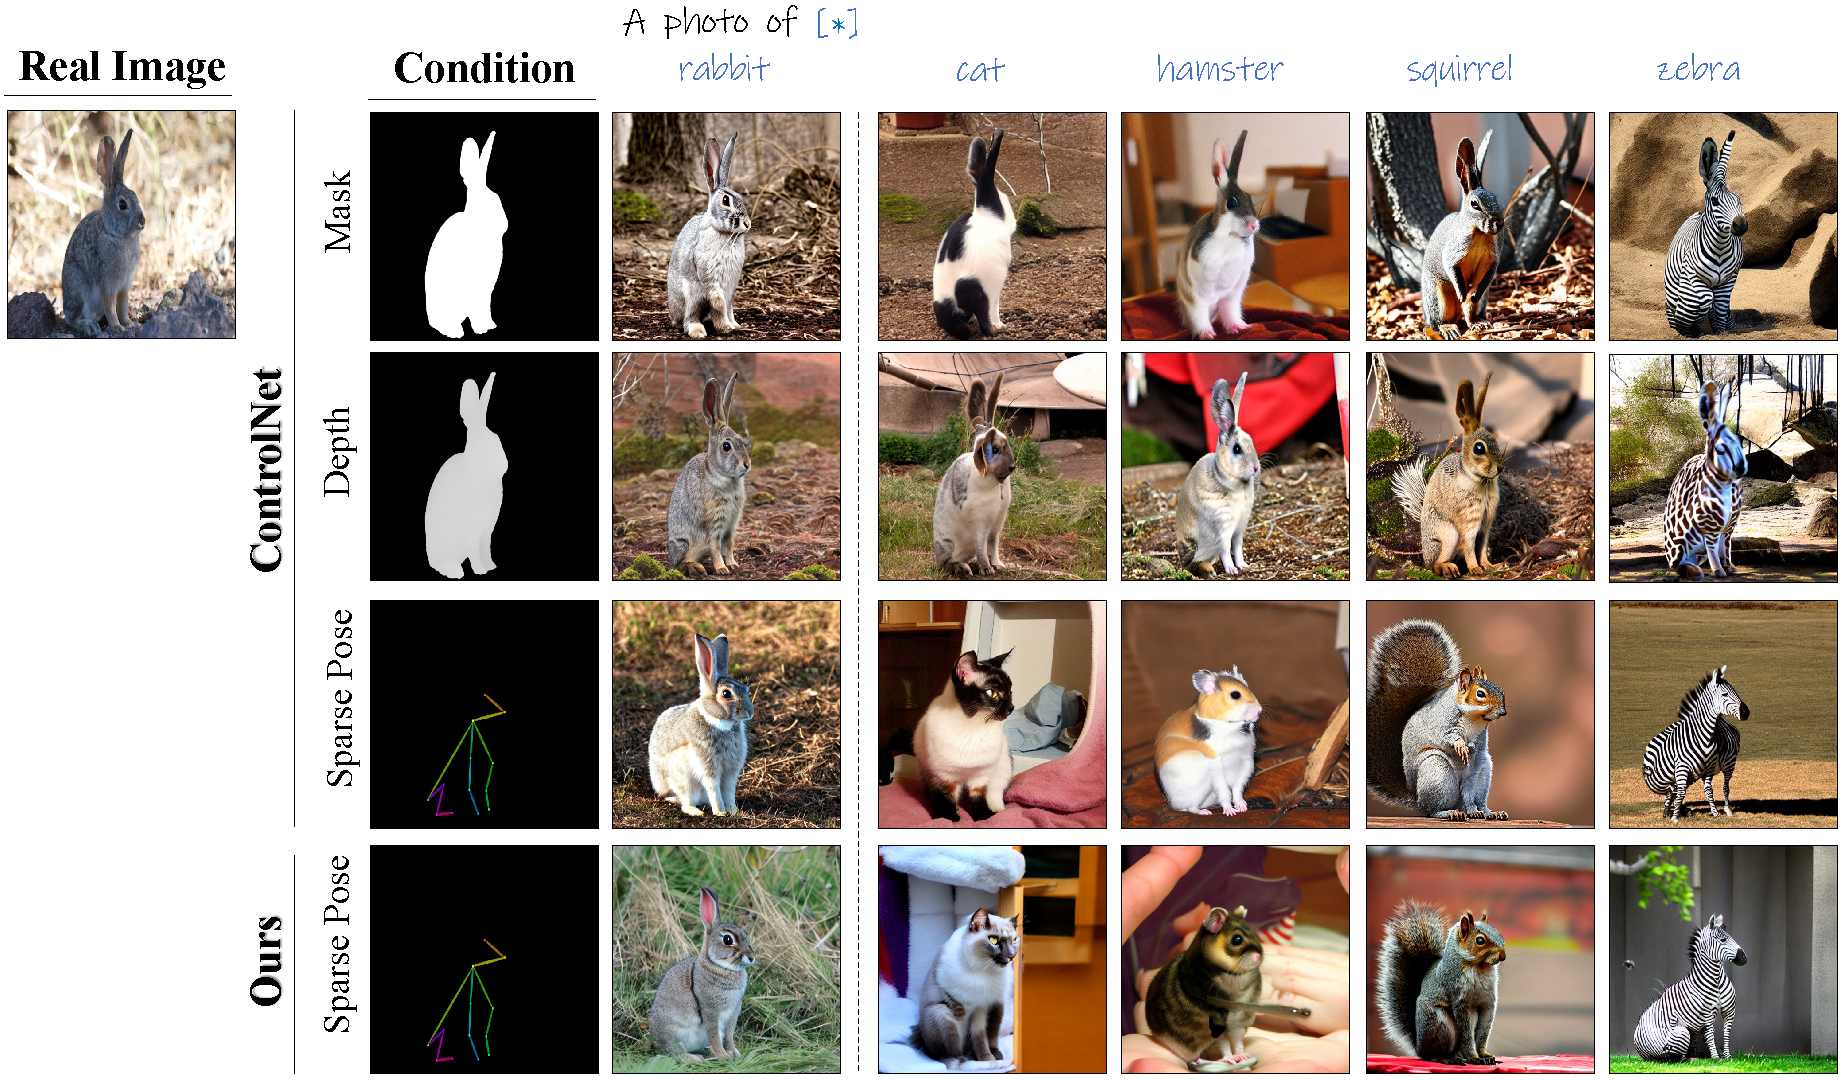 A photo of [*]
Real Image
Condition
rabbit
cat
hamster
squirrel
zebra
ControlNet
Mask
Depth
Sparse Pose
Ours
Sparse Pose